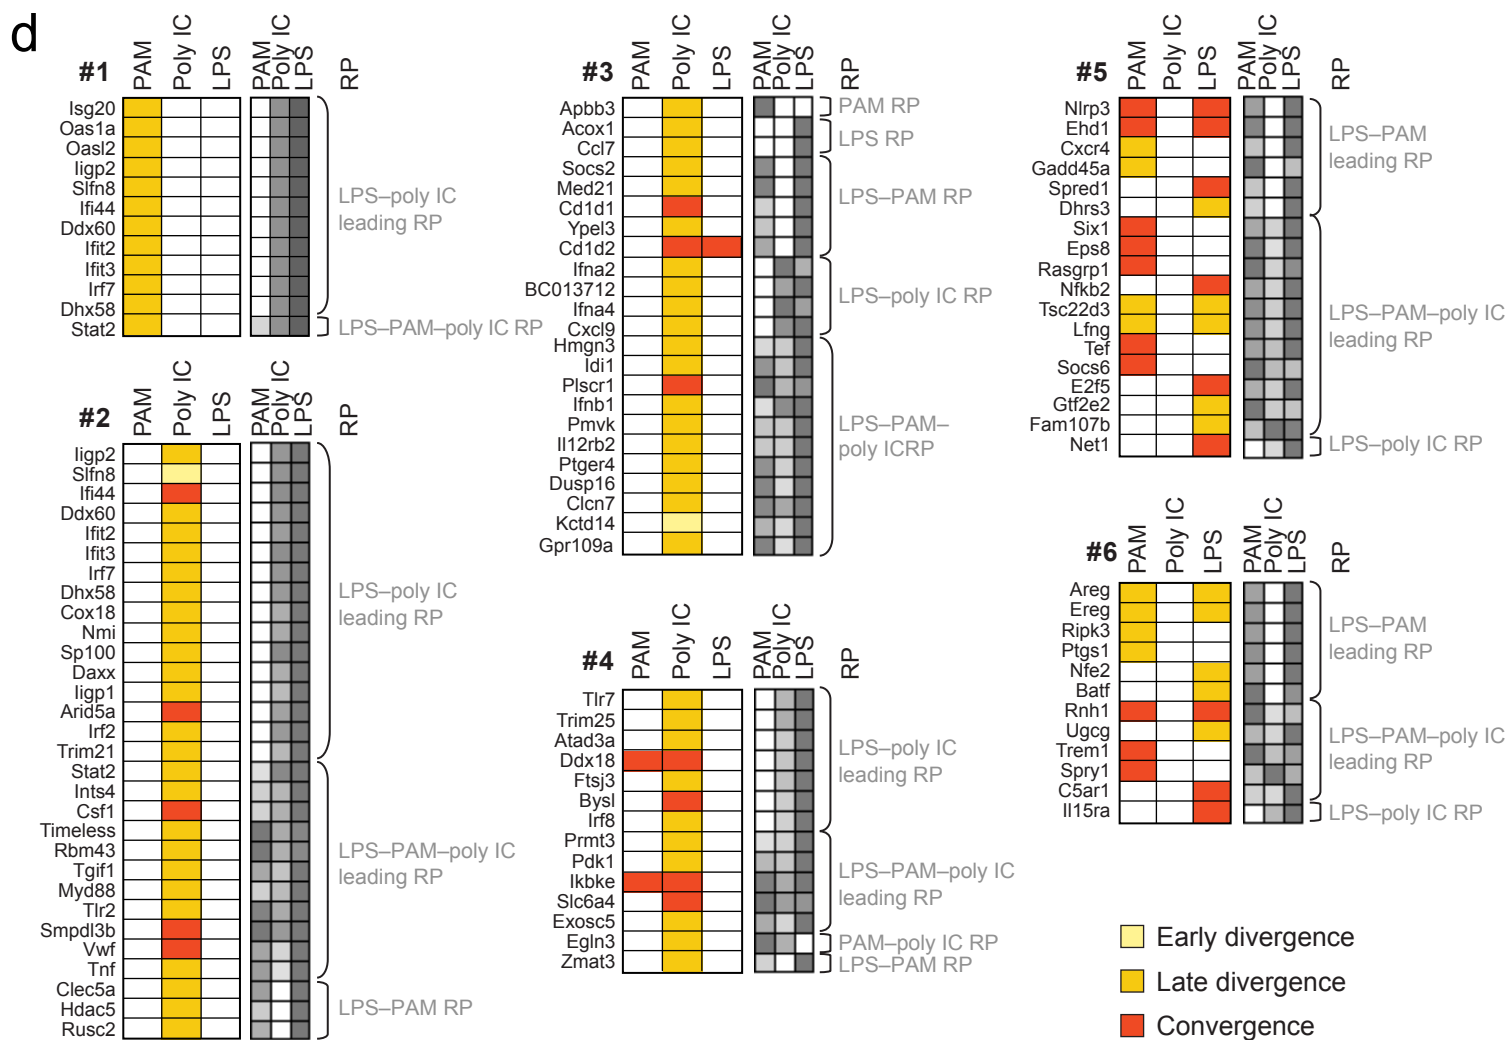 d
#1
PAM
Poly IC
LPS
PAM
Poly IC
LPS
RP
Isg20
Oas1a
Oasl2
Iigp2
Slfn8
Ifi44
Ddx60
Ifit2
Ifit3
Irf7
Dhx58
Stat2
LPS–poly IC
leading RP
LPS–PAM–poly IC RP
#2
PAM
Poly IC
LPS
PAM
Poly IC
LPS
RP
Iigp2
Slfn8
Ifi44
Ddx60
Ifit2
Ifit3
Irf7
Dhx58
Cox18
Nmi
Sp100
Daxx
Iigp1
Arid5a
Irf2
Trim21
Stat2
Ints4
Csf1
Timeless
Rbm43
Tgif1
Myd88
Tlr2
Smpdl3b
Vwf
Tnf
Clec5a
Hdac5
Rusc2
LPS–poly IC
leading RP
LPS–PAM–poly IC
leading RP
LPS–PAM RP
#3
PAM
Poly IC
LPS
PAM
Poly IC
LPS
RP
Apbb3
Acox1
Ccl7
Socs2
Med21
Cd1d1
Ypel3
Cd1d2
Ifna2
BC013712
Ifna4
Cxcl9
Hmgn3
Idi1
Plscr1
Ifnb1
Pmvk
Il12rb2
Ptger4
Dusp16
Clcn7
Kctd14
Gpr109a
PAM RP
LPS RP
LPS–PAM RP
LPS–poly IC RP
LPS–PAM–
poly ICRP
#4
PAM
Poly IC
LPS
PAM
Poly IC
LPS
RP
Tlr7
Trim25
Atad3a
Ddx18
Ftsj3
Bysl
Irf8
Prmt3
Pdk1
Ikbke
Slc6a4
Exosc5
Egln3
Zmat3
LPS–poly IC
leading RP
LPS–PAM–poly IC
leading RP
PAM–poly IC RP
LPS–PAM RP
#5
PAM
Poly IC
LPS
PAM
Poly IC
LPS
RP
Nlrp3
Ehd1
Cxcr4
Gadd45a
Spred1
Dhrs3
Six1
Eps8
Rasgrp1
Nfkb2
Tsc22d3
Lfng
Tef
Socs6
E2f5
Gtf2e2
Fam107b
Net1
LPS–PAM
leading RP
LPS–PAM–poly IC
leading RP
LPS–poly IC RP
#6
PAM
Poly IC
LPS
PAM
Poly IC
LPS
RP
Areg
Ereg
Ripk3
Ptgs1
Nfe2
Batf
Rnh1
Ugcg
Trem1
Spry1
C5ar1
Il15ra
LPS–PAM
leading RP
LPS–PAM–poly IC
leading RP
LPS–poly IC RP
Early divergence
Late divergence
Convergence